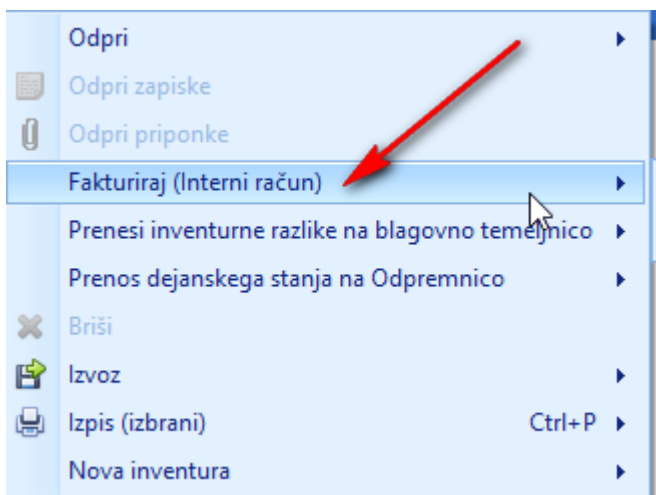 Odpri
Odpri zapiske
Odpri priponke
Fakturiraj (Interni račun)
Prenesi inventurne razlike na blagovno temeljnico
Prenos dejanskega stanja na Odpremnico
Briši
Izvoz
Izpis (izbrani) Ctrl+P
Nova inventura